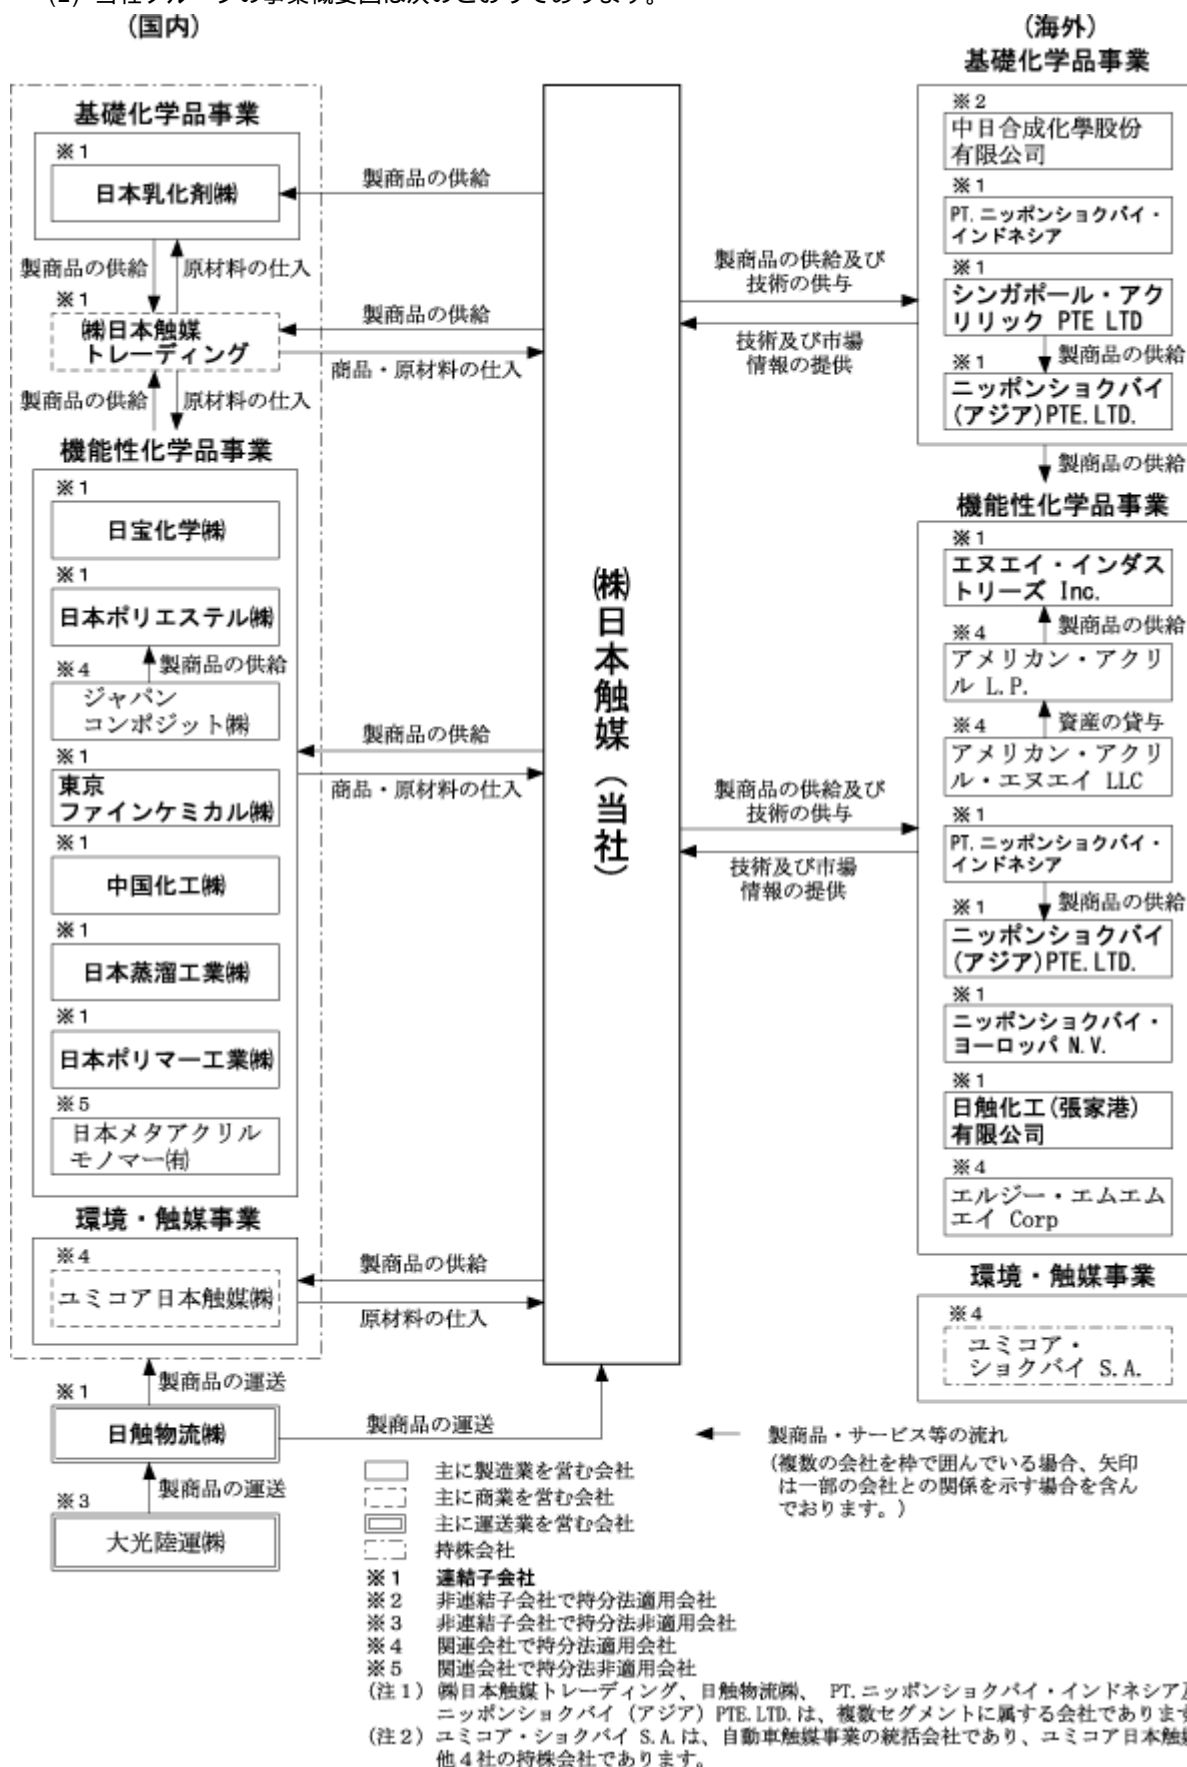 (2) 当社グループの事業概要図は次のとおりであります。
(国内)
基礎化学品事業
※1
日本乳化剤㈱
製商品の供給
製商品の供給
原材料の仕入
※1
㈱日本触媒
トレーディング
製商品の供給
商品・原材料の仕入
製商品の供給
原材料の仕入
機能性化学品事業
※1
日宝化学㈱
※1
日本ポリエステル㈱
※4
製商品の供給
ジャパン
コンポジット㈱
※1
東京
ファインケミカル㈱
製商品の供給
商品・原材料の仕入
※1
中国化工㈱
※1
日本蒸溜工業㈱
※1
日本ポリマー工業㈱
※5
日本メタアクリル
モノマー㈲
環境・触媒事業
※4
ユミコア日本触媒㈱
製商品の供給
原材料の仕入
製商品の運送
※1
日触物流㈱
製商品の運送
製商品の運送
※3
大光陸運㈱
㈱日本触媒(当社)
(海外)
基礎化学品事業
※2
中日合成化學股份
有限公司
※1
PT.ニッポンショクバイ・
インドネシア
※1
シンガポール・アク
リリック PTE LTD
製商品の供給
※1
ニッポンショクバイ
(アジア)PTE.LTD.
製商品の供給及び
技術の供与
技術及び市場
情報の提供
製商品の供給
機能性化学品事業
※1
エヌエイ・インダス
トリーズ Inc.
製商品の供給
※4
アメリカン・アクリ
ル L.P.
※4
資産の貸与
アメリカン・アクリ
ル・エヌエイ LLC
※1
PT.ニッポンショクバイ・
インドネシア
製商品の供給
※1
ニッポンショクバイ
(アジア)PTE.LTD.
※1
ニッポンショクバイ・
ヨーロッパ N.V.
※1
日触化工(張家港)
有限公司
※4
エルジー・エムエム
エイ Corp
製商品の供給及び
技術の供与
技術及び市場
情報の提供
環境・触媒事業
※4
ユミコア・
ショクバイ S.A.
製商品・サービス等の流れ
(複数の会社を枠で囲んでいる場合、矢印
は一部の会社との関係を示す場合を含ん
でおります。)
主に製造業を営む会社
主に商業を営む会社
主に運送業を営む会社
持株会社
※1 連結子会社
※2 非連結子会社で持分法適用会社
※3 非連結子会社で持分法非適用会社
※4 関連会社で持分法適用会社
※5 関連会社で持分法非適用会社
(注1) ㈱日本触媒トレーディング、日触物流㈱、 PT.ニッポンショクバイ・インドネシア及
ニッポンショクバイ (アジア) PTE.LTD.は、複数セグメントに属する会社であります
(注2) ユミコア・ショクバイ S.A.は、自動車触媒事業の統括会社であり、ユミコア日本触媒
他4社の持株会社であります。